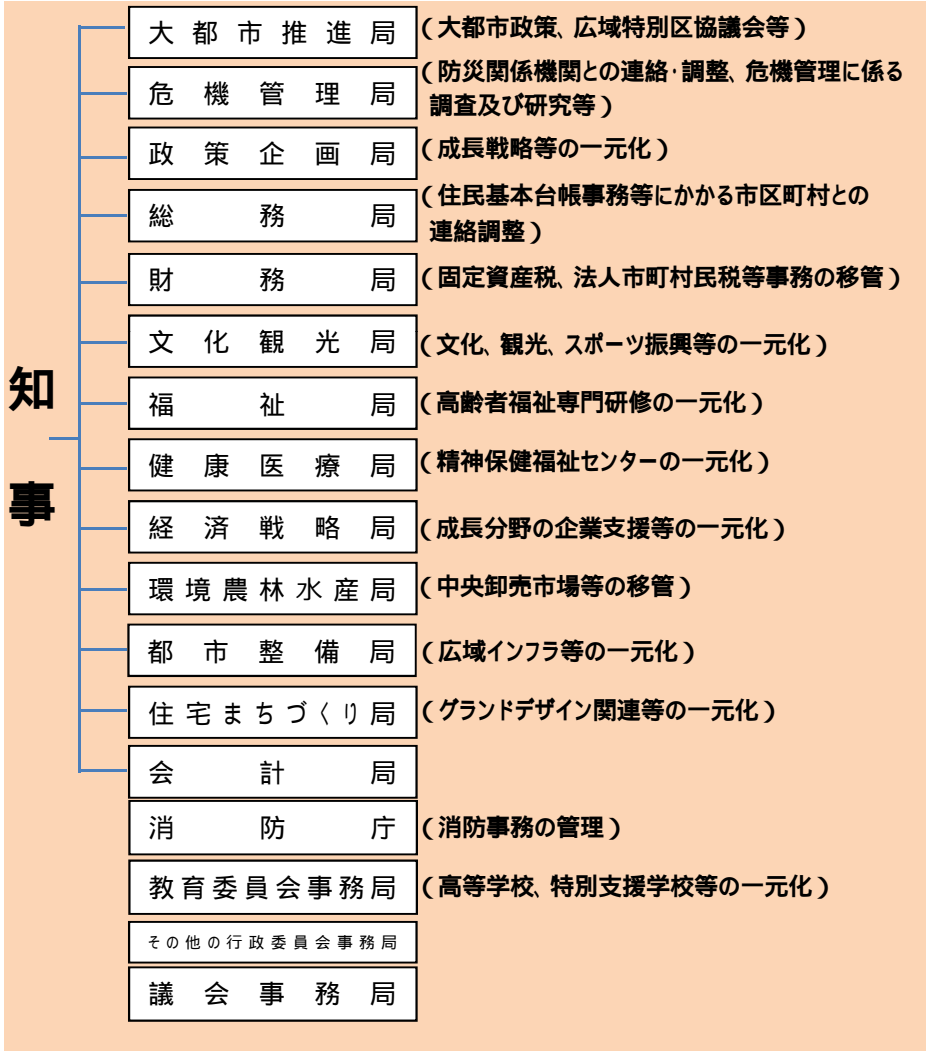 知事
大都市推進局 （大都市政策、広域特別区協議会等）
危機管理局 （防災関係機関との連絡・調整、危機管理に係る
調査及び研究等）
政策企画局 （成長戦略等の一元化）
総務局 （住民基本台帳事務等にかかる市区町村との
連絡調整）
財務局 （固定資産税、法人市町村民税等事務の移管）
文化観光局 （文化、観光、スポーツ振興等の一元化）
福祉局 （高齢者福祉専門研修の一元化）
健康医療局 （精神保健福祉センターの一元化）
経済戦略局 （成長分野の企業支援等の一元化）
環境農林水産局 （中央卸売市場等の移管）
都市整備局 （広域インフラ等の一元化）
住宅まちづくり局 （グランドデザイン関連等の一元化）
会計局
消防庁 （消防事務の管理）
教育委員会事務局 （高等学校、特別支援学校等の一元化）
その他の行政委員会事務局
議会事務局